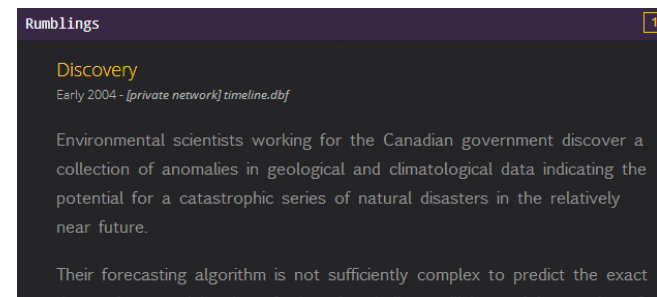 Rumblings 1
Discovery
Early 2004 - [private network] timeline.dbf
Environmental scientists working for the Canadian government discover a
collection of anomalies in geological and climatological data indicating the
potential for a catastrophic series of natural disasters in the relatively
near future.
Their forecasting algorithm is not sufficiently complex to predict the exact